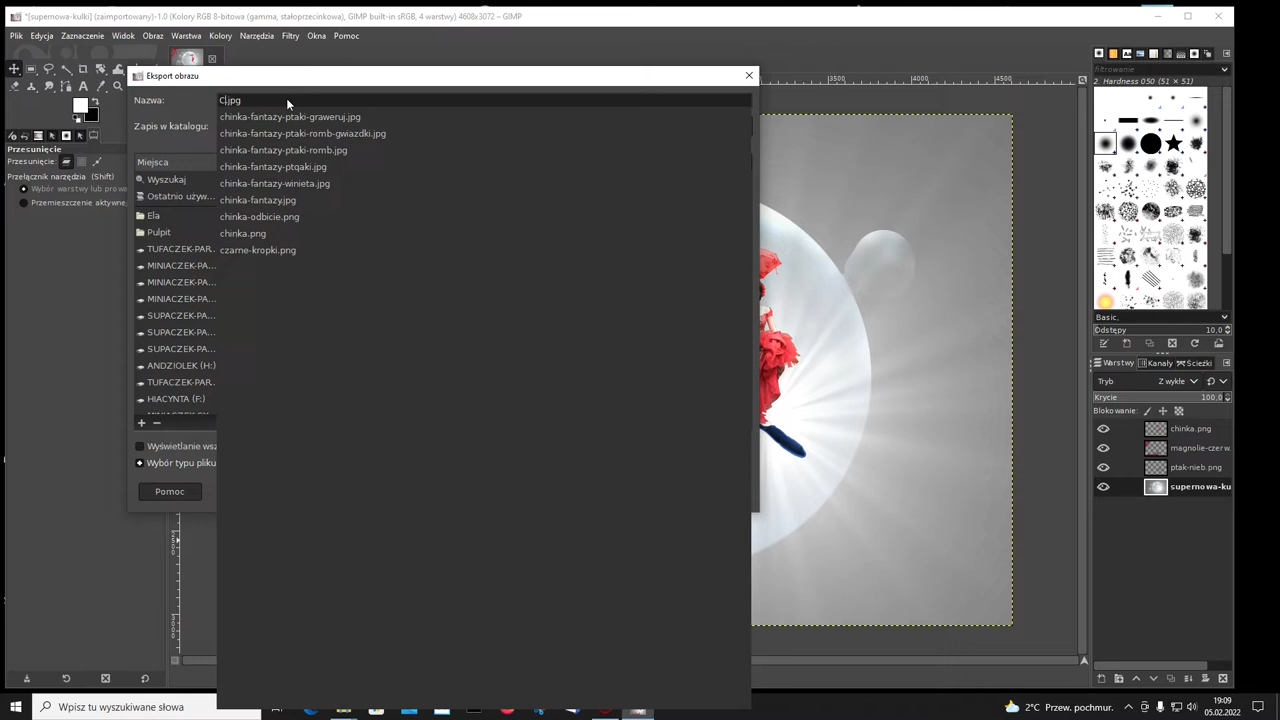 *[supernowa-kulki] (zaimportowany)-1.0 (Kolory RGB 8-bitowa (gamma, stałoprzecinkowa), GIMP built-in sRGB, 4 warstwy) 4608x3072 – GIMP
Plik Edycja Zaznaczenie Widok Obraz Warstwa Kolory Narzędzia Filtry Okna Pomoc
Eksport obrazu
Nazwa:
C.jpg
Zapis w katalogu:
chinka-fantazy-ptaki-graweruj.jpg
chinka-fantazy-ptaki-romb-gwiazdki.jpg
chinka-fantazy-ptaki-romb.jpg
chinka-fantazy-ptqaki.jpg
chinka-fantazy-winieta.jpg
chinka-fantazy.jpg
chinka-odbicie.png
chinka.png
czarne-kropki.png
Miejsca
Wyszukaj
Ostatnio używ...
Ela
Pulpit
TUFACZEK-PAR...
MINIACZEK-PA...
MINIACZEK-PA...
MINIACZEK-PA...
SUPACZEK-PA...
SUPACZEK-PA...
SUPACZEK-PA...
ANDZIOLEK (H:)
TUFACZEK-PAR...
HIACYNTA (F:)
Wyświetlanie wsz
Wybór typu pliku
Pomoc
Przesunięcie
Przesunięcie:
Przełącznik narzędzia (Shift)
Wybór warstwy lub prowa
Przemieszczenie aktywne
3500
4000
4500
filtrowanie
2. Hardness 050 (51 × 51)
Basic,
Odstępy 10,0
Warstwy Kanały Ścieżki
Tryb Zwykłe
Krycie 100,0
Blokowanie:
chinka.png
magnolie-czerw.
ptak-nieb.png
supernowa-ku
Wpisz tu wyszukiwane słowa
2°C Przew. pochmur.
19:09
05.02.2022